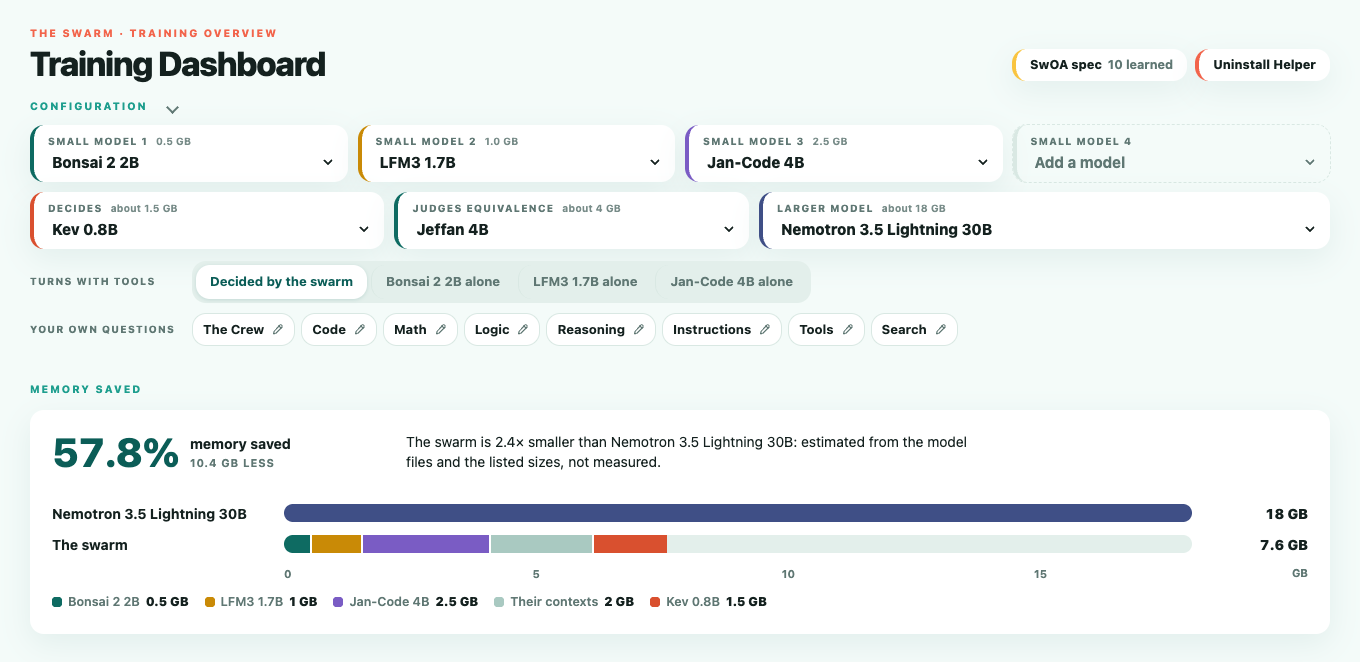 THE SWARM · TRAINING OVERVIEW
Training Dashboard
SwOA spec 10 learned
Uninstall Helper
CONFIGURATION
SMALL MODEL 1 0.5 GB
Bonsai 2 2B
SMALL MODEL 2 1.0 GB
LFM3 1.7B
SMALL MODEL 3 2.5 GB
Jan-Code 4B
SMALL MODEL 4
Add a model
DECIDES about 1.5 GB
Kev 0.8B
JUDGES EQUIVALENCE about 4 GB
Jeffan 4B
LARGER MODEL about 18 GB
Nemotron 3.5 Lightning 30B
TURNS WITH TOOLS Decided by the swarm Bonsai 2 2B alone LFM3 1.7B alone Jan-Code 4B alone
YOUR OWN QUESTIONS The Crew Code Math Logic Reasoning Instructions Tools Search
MEMORY SAVED
57.8% memory saved
10.4 GB LESS
The swarm is 2.4× smaller than Nemotron 3.5 Lightning 30B: estimated from the model
files and the listed sizes, not measured.
Nemotron 3.5 Lightning 30B 18 GB
The swarm 7.6 GB
0 5 10 15 GB
Bonsai 2 2B 0.5 GB LFM3 1.7B 1 GB Jan-Code 4B 2.5 GB Their contexts 2 GB Kev 0.8B 1.5 GB